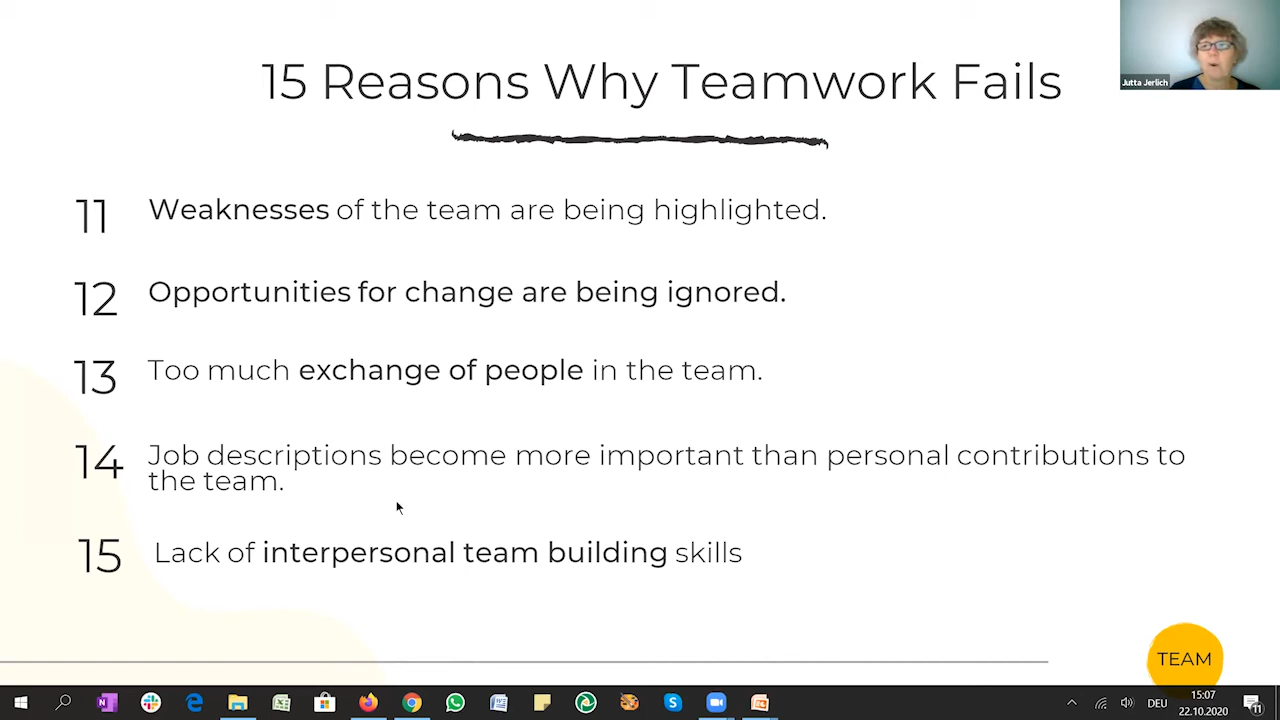 15 Reasons Why Teamwork Fails
Jutta Jerlich
11 Weaknesses of the team are being highlighted.
12 Opportunities for change are being ignored.
13 Too much exchange of people in the team.
14 Job descriptions become more important than personal contributions to
the team.
15 Lack of interpersonal team building skills
TEAM
DEU
15:07
22.10.2020
11